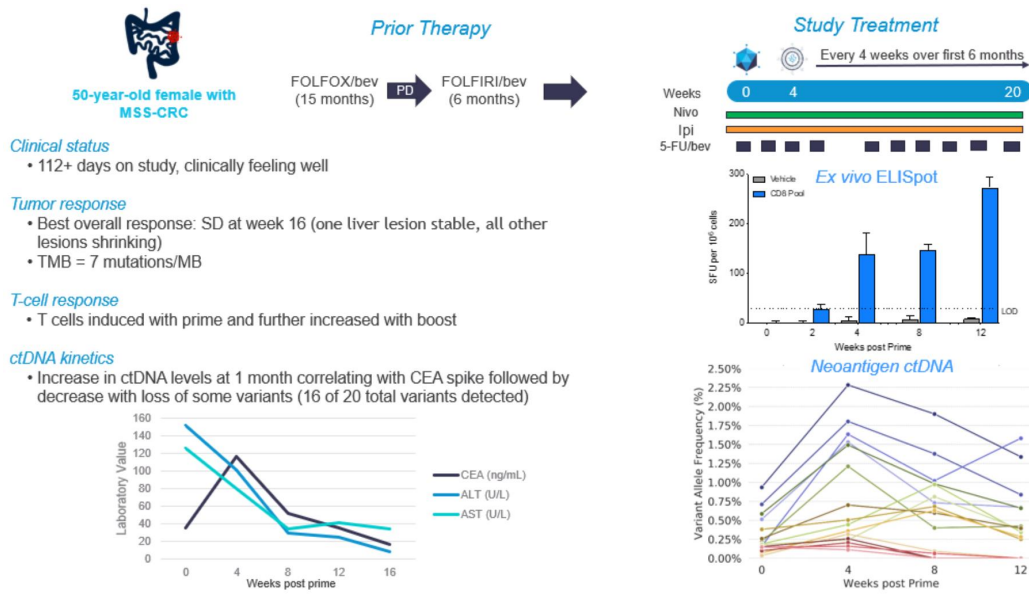 Prior Therapy
Study Treatment
50-year-old female with
MSS-CRC
FOLFOX/bev
(15 months)
PD
FOLFIRI/bev
(6 months)
Every 4 weeks over first 6 months
Weeks
0
4
20
Nivo
Ipi
5-FU/bev
Clinical status
• 112+ days on study, clinically feeling well
Tumor response
• Best overall response: SD at week 16 (one liver lesion stable, all other
lesions shrinking)
• TMB = 7 mutations/MB
T-cell response
• T cells induced with prime and further increased with boost
ctDNA kinetics
• Increase in ctDNA levels at 1 month correlating with CEA spike followed by
decrease with loss of some variants (16 of 20 total variants detected)
Laboratory Value
160
140
120
100
80
60
40
20
0
0 4 8 12 16
Weeks post prime
CEA (ng/mL)
ALT (U/L)
AST (U/L)
Ex vivo ELISpot
Vehicle
CD8 Pool
SFU per 10⁶ cells
300
200
100
0
LOD
0 2 4 8 12
Weeks post Prime
Neoantigen ctDNA
Variant Allele Frequency (%)
2.50%
2.25%
2.00%
1.75%
1.50%
1.25%
1.00%
0.75%
0.50%
0.25%
0.00%
0 4 8 12
Weeks post Prime